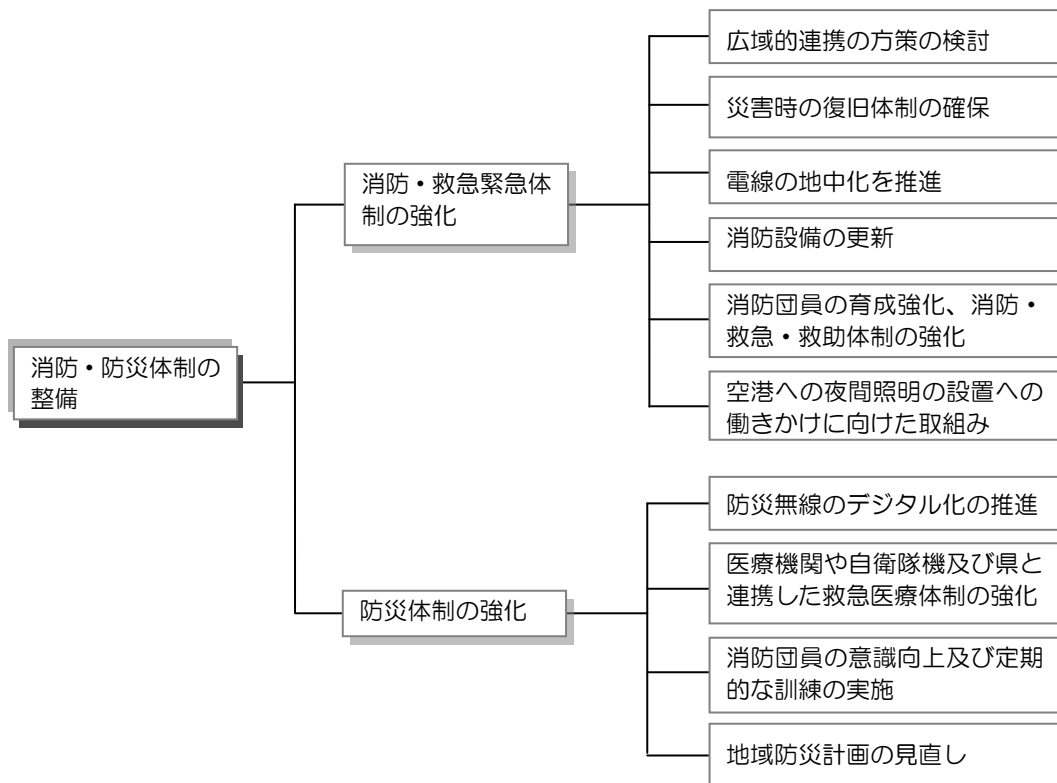 消防・防災体制の
整備
消防・救急緊急体
制の強化
広域的連携の方策の検討
災害時の復旧体制の確保
電線の地中化を推進
消防設備の更新
消防団員の育成強化、消防・
救急・救助体制の強化
空港への夜間照明の設置への
働きかけに向けた取組み
防災体制の強化
防災無線のデジタル化の推進
医療機関や自衛隊機及び県と
連携した救急医療体制の強化
消防団員の意識向上及び定期
的な訓練の実施
地域防災計画の見直し